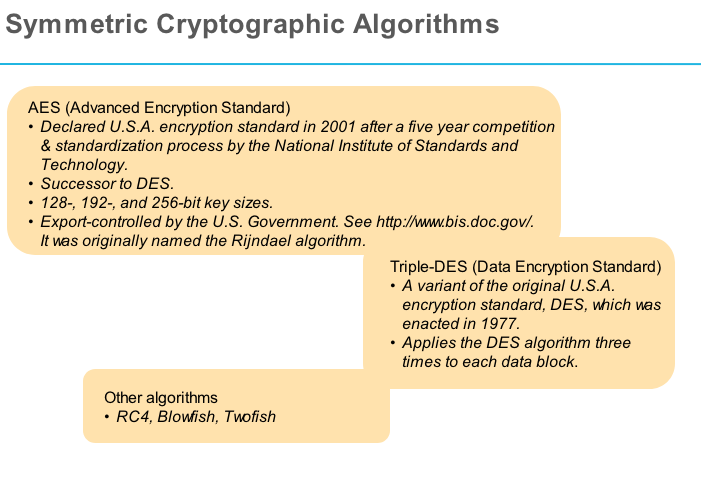 Symmetric Cryptographic Algorithms
AES (Advanced Encryption Standard)
• Declared U.S.A. encryption standard in 2001 after a five year competition
& standardization process by the National Institute of Standards and
Technology.
• Successor to DES.
• 128-, 192-, and 256-bit key sizes.
• Export-controlled by the U.S. Government. See http://www.bis.doc.gov/.
It was originally named the Rijndael algorithm.
Triple-DES (Data Encryption Standard)
• A variant of the original U.S.A.
encryption standard, DES, which was
enacted in 1977.
• Applies the DES algorithm three
times to each data block.
Other algorithms
• RC4, Blowfish, Twofish